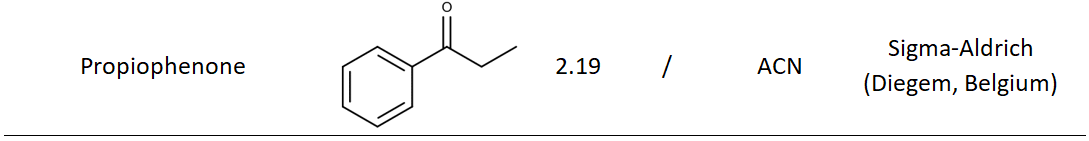 O
Propiophenone 2.19 / ACN Sigma-Aldrich
(Diegem, Belgium)